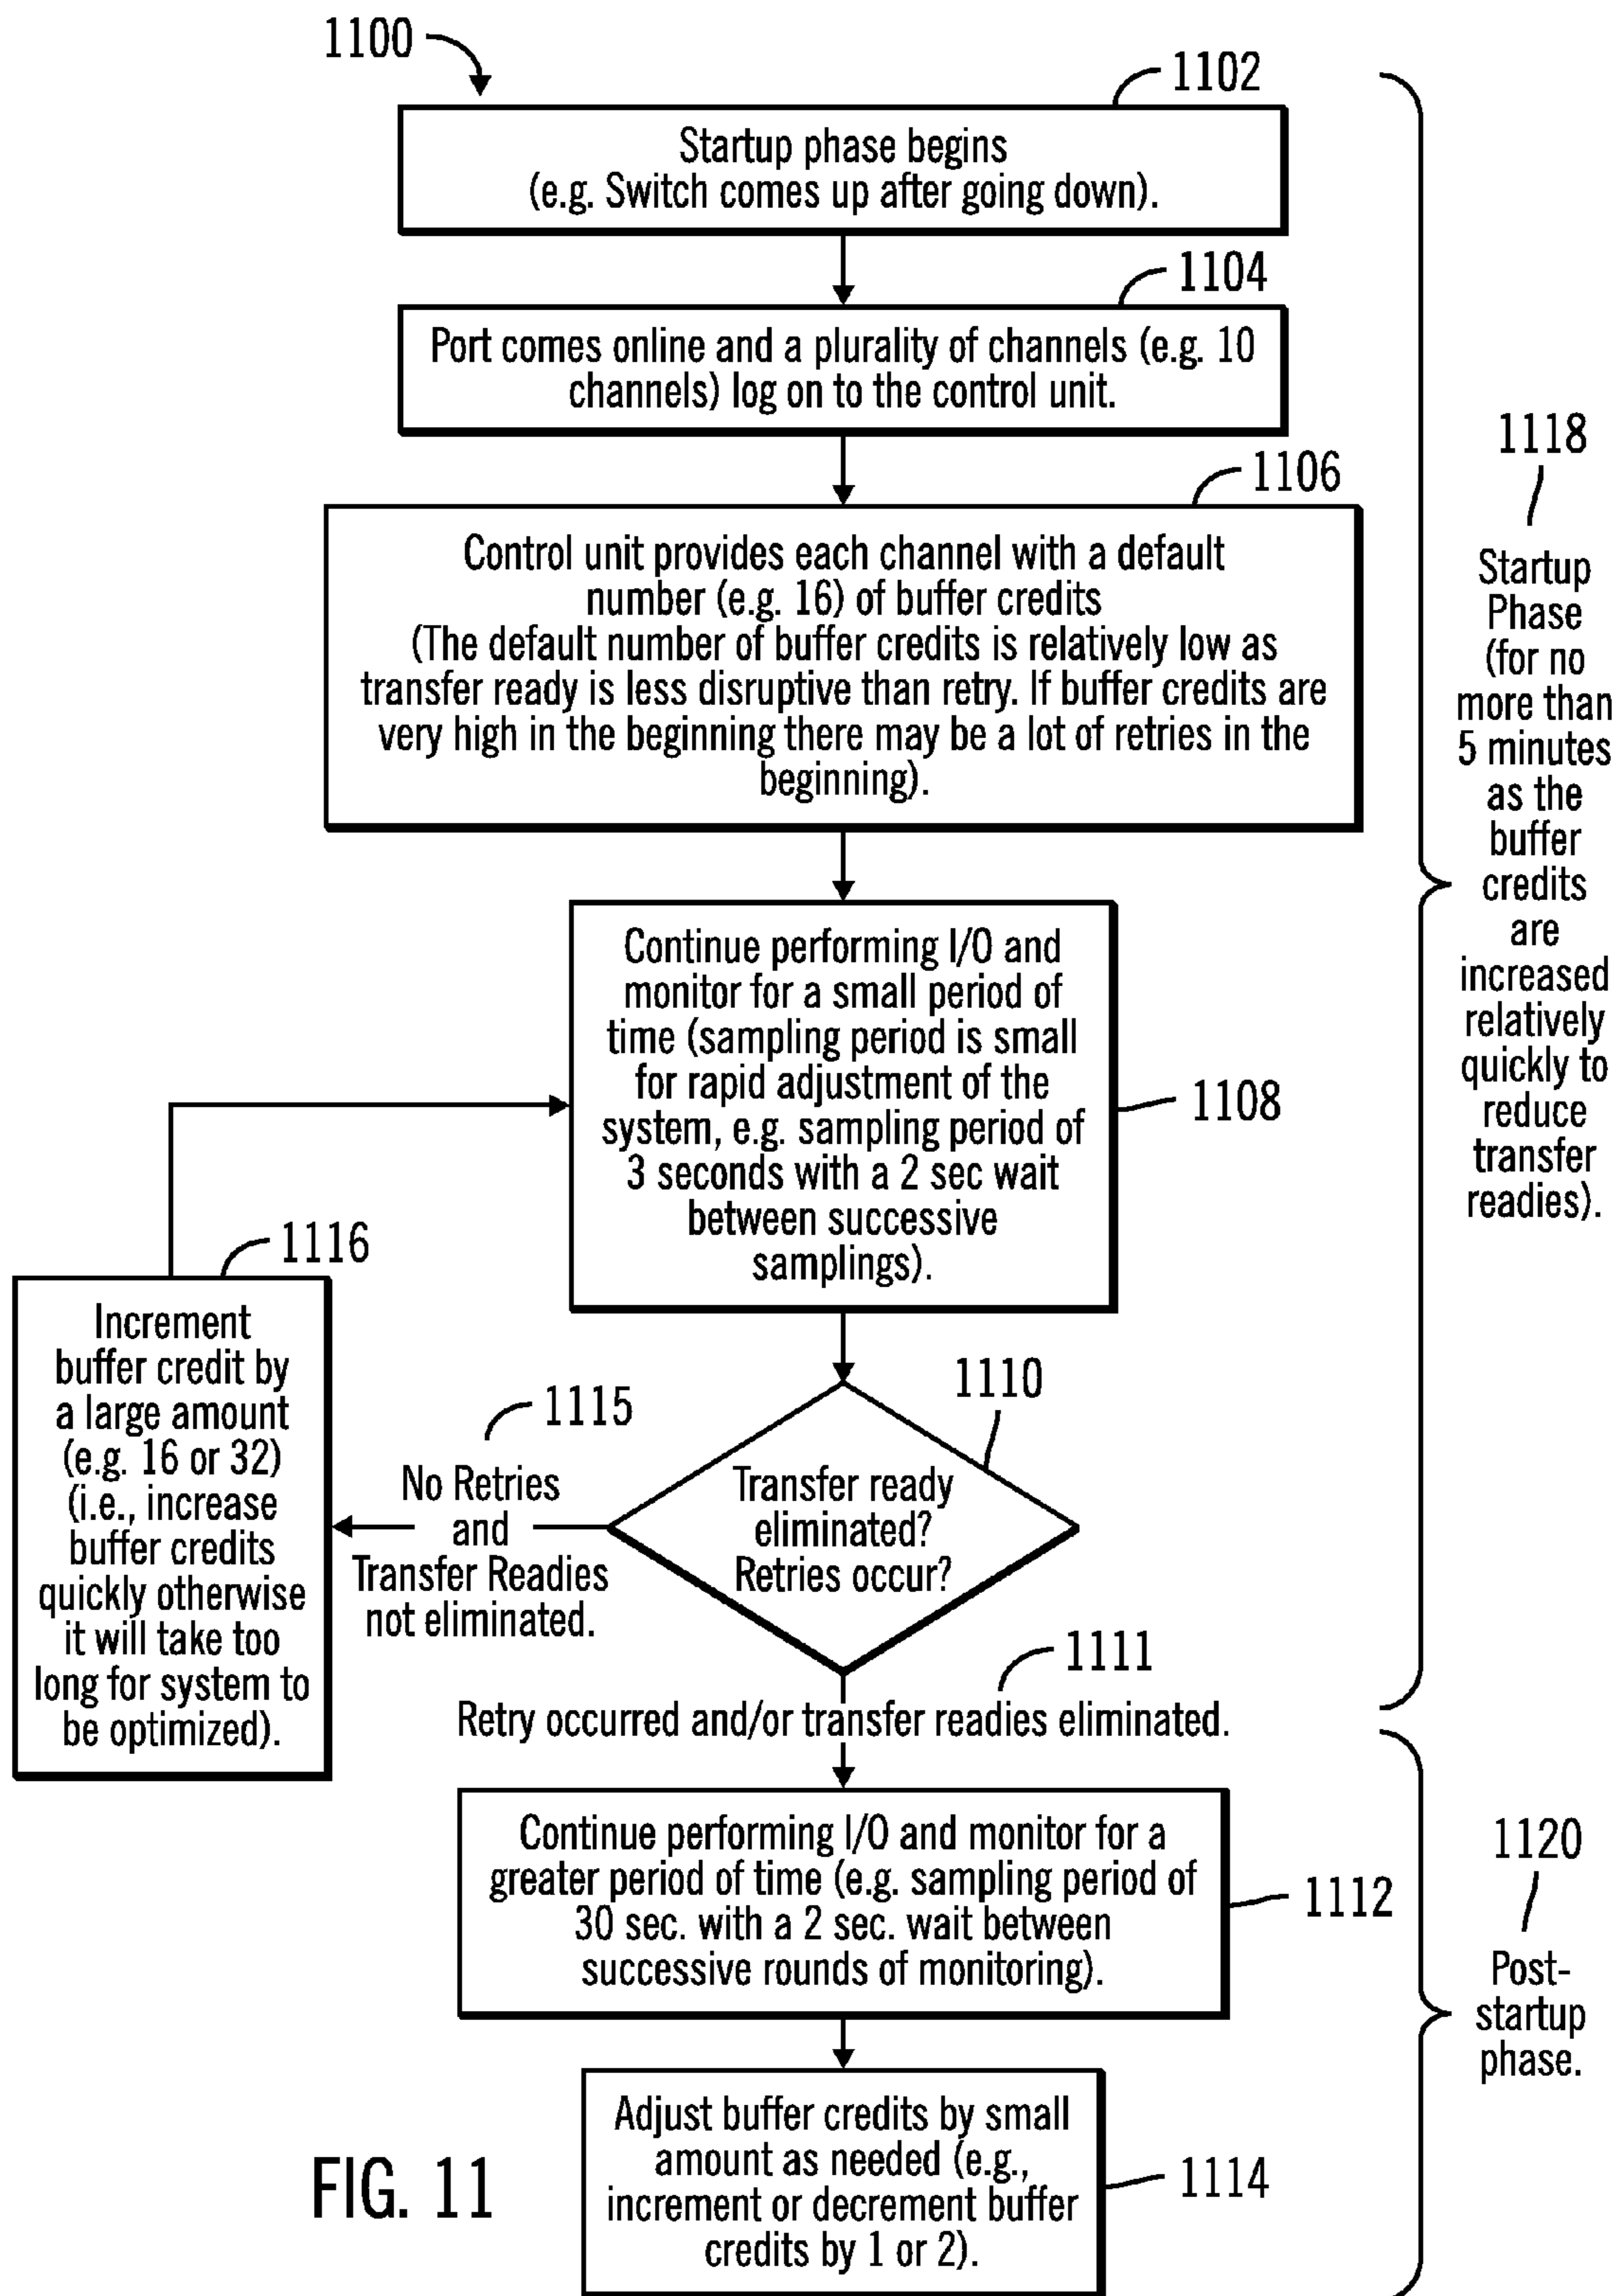 1100
1102
Startup phase begins
(e.g. Switch comes up after going down).
1104
Port comes online and a plurality of channels (e.g. 10
channels) log on to the control unit.
1106
Control unit provides each channel with a default
number (e.g. 16) of buffer credits
(The default number of buffer credits is relatively low as
transfer ready is less disruptive than retry. If buffer credits are
very high in the beginning there may be a lot of retries in the
beginning).
1118
Startup
Phase
(for no
more than
5 minutes
as the
buffer
credits
are
increased
relatively
quickly to
reduce
transfer
readies).
Continue performing I/O and
monitor for a small period of
time (sampling period is small
for rapid adjustment of the
system, e.g. sampling period of
3 seconds with a 2 sec wait
between successive
samplings).
1108
1116
Increment
buffer credit by
a large amount
(e.g. 16 or 32)
(i.e., increase
buffer credits
quickly otherwise
it will take too
long for system to
be optimized).
1115
No Retries
and
Transfer Readies
not eliminated.
1110
Transfer ready
eliminated?
Retries occur?
1111
Retry occurred and/or transfer readies eliminated.
Continue performing I/O and monitor for a
greater period of time (e.g. sampling period of
30 sec. with a 2 sec. wait between
successive rounds of monitoring).
1112
1120
Post-
startup
phase.
Adjust buffer credits by small
amount as needed (e.g.,
increment or decrement buffer
credits by 1 or 2).
1114
FIG. 11